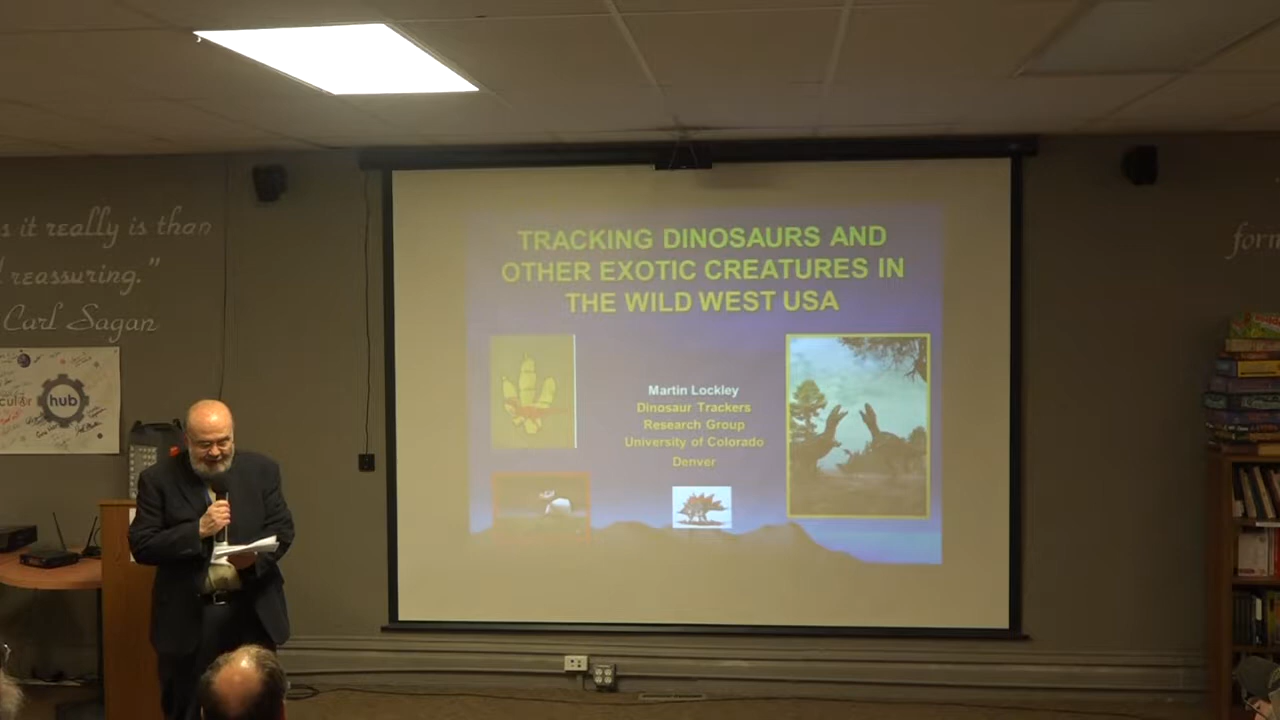 s it really is than
reassuring."
Carl Sagan
cular
hub
TRACKING DINOSAURS AND
OTHER EXOTIC CREATURES IN
THE WILD WEST USA
Martin Lockley
Dinosaur Trackers
Research Group
University of Colorado
Denver
form